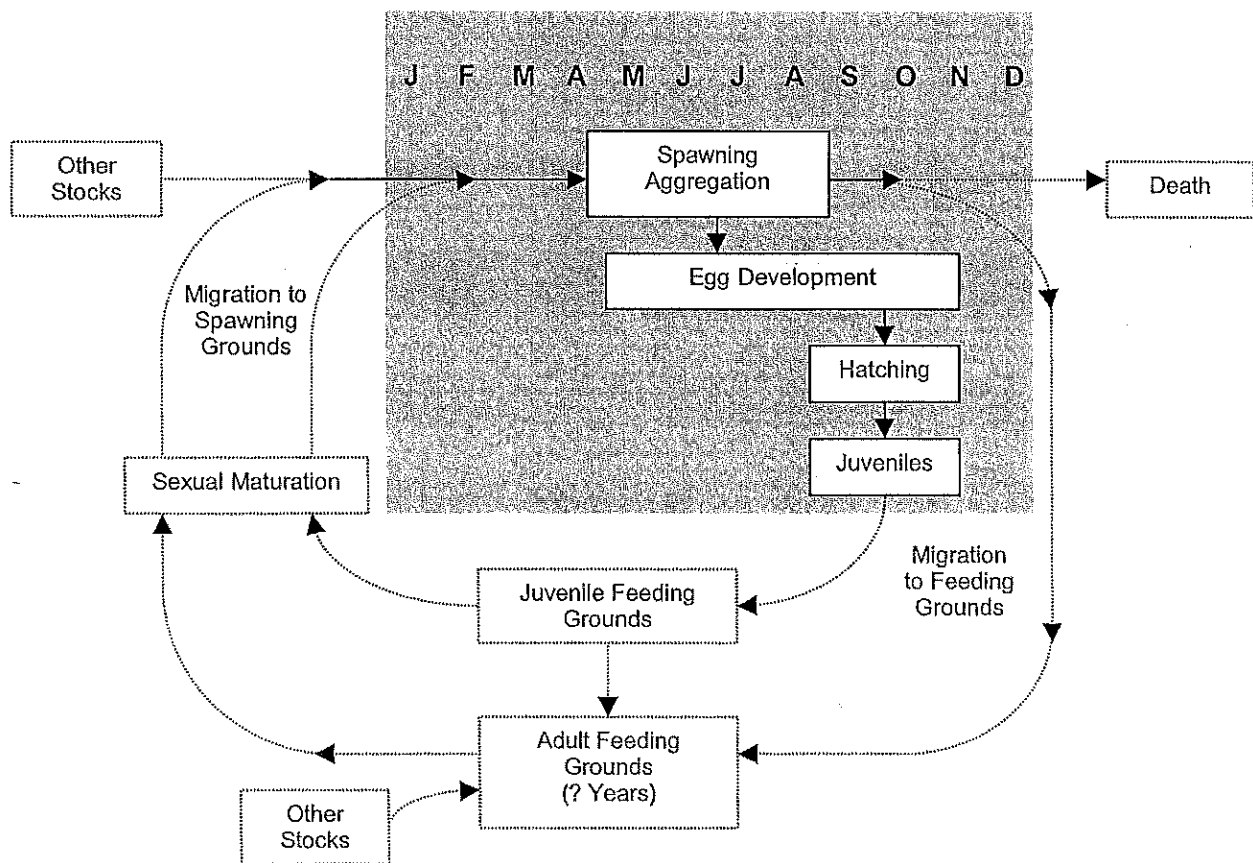 J F M A M J J A S O N D
Other
Stocks
Spawning
Aggregation
Death
Egg Development
Migration to
Spawning
Grounds
Hatching
Juveniles
Sexual Maturation
Migration
to Feeding
Grounds
Juvenile Feeding
Grounds
Adult Feeding
Grounds
(? Years)
Other
Stocks